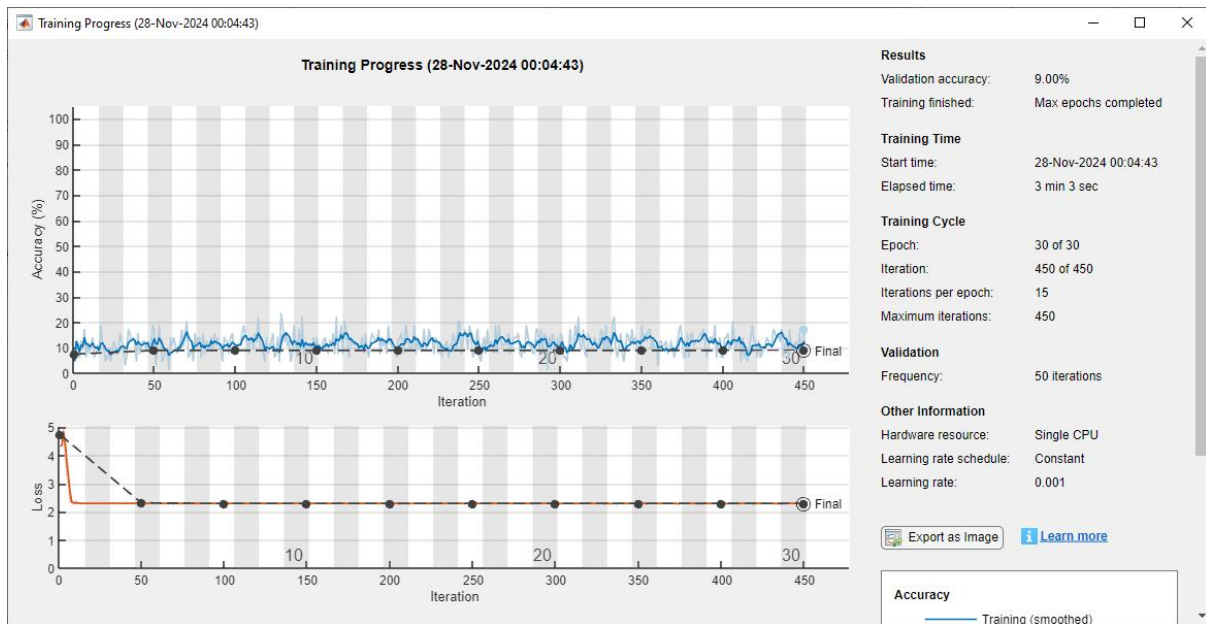 Training Progress (28-Nov-2024 00:04:43)
Training Progress (28-Nov-2024 00:04:43)
100
90
80
70
60
50
40
30
20
10
0
Accuracy (%)
10
20
30
Final
0 50 100 150 200 250 300 350 400 450
Iteration
5
4
3
2
1
0
Loss
Final
10
20
30
0 50 100 150 200 250 300 350 400 450
Iteration
Results
Validation accuracy: 9.00%
Training finished: Max epochs completed
Training Time
Start time: 28-Nov-2024 00:04:43
Elapsed time: 3 min 3 sec
Training Cycle
Epoch: 30 of 30
Iteration: 450 of 450
Iterations per epoch: 15
Maximum iterations: 450
Validation
Frequency: 50 iterations
Other Information
Hardware resource: Single CPU
Learning rate schedule: Constant
Learning rate: 0.001
Export as Image
i Learn more
Accuracy
Training (smoothed)